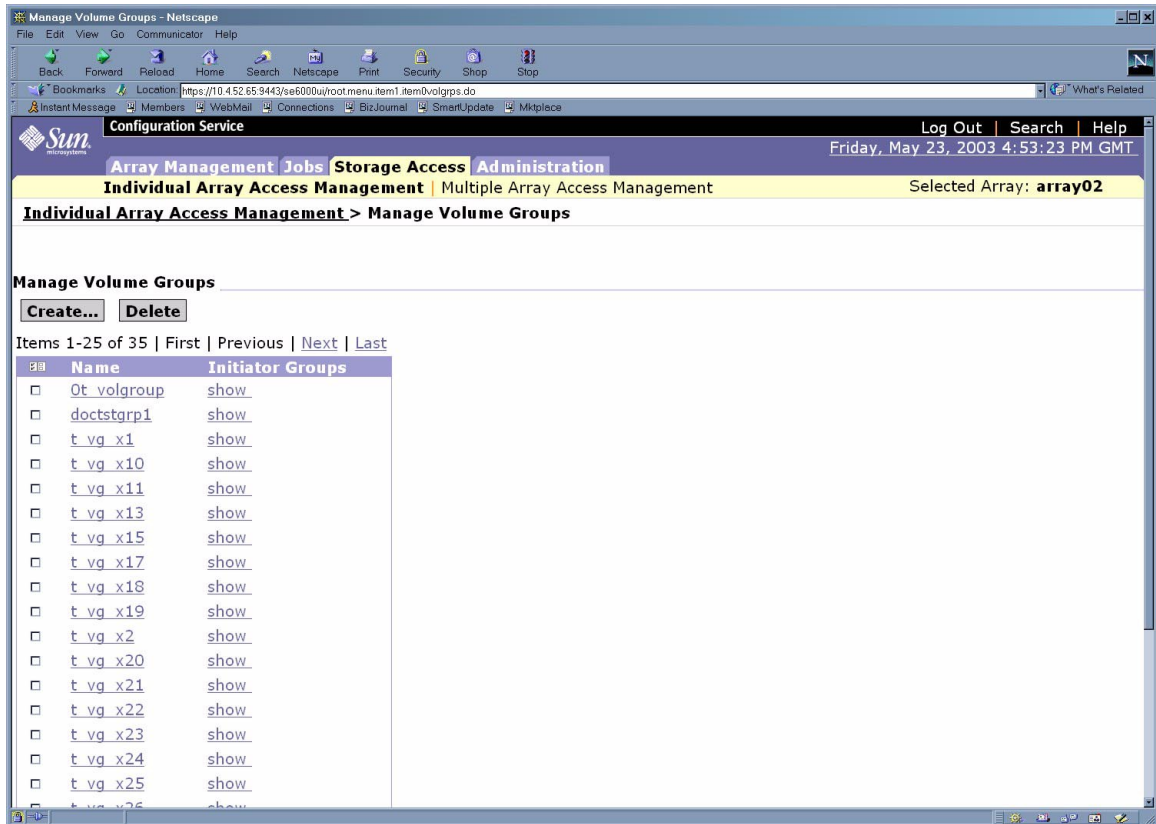 Manage Volume Groups - Netscape
File Edit View Go Communicator Help
Back Forward Reload Home Search Netscape Print Security Shop Stop
N
Bookmarks Location: https://10.4.52.65:9443/se6000ui/root.menu.item1.item0volgrps.do What's Related
Instant Message Members WebMail Connections BizJournal SmartUpdate Mktplace
Sun microsystems
Configuration Service
Log Out | Search | Help
Friday, May 23, 2003 4:53:23 PM GMT
Array Management Jobs Storage Access Administration
Individual Array Access Management | Multiple Array Access Management Selected Array: array02
Individual Array Access Management > Manage Volume Groups
Manage Volume Groups
Create... Delete
Items 1-25 of 35 | First | Previous | Next | Last
Name Initiator Groups
0t_volgroup show
doctstgrp1 show
t_vg_x1 show
t_vg_x10 show
t_vg_x11 show
t_vg_x13 show
t_vg_x15 show
t_vg_x17 show
t_vg_x18 show
t_vg_x19 show
t_vg_x2 show
t_vg_x20 show
t_vg_x21 show
t_vg_x22 show
t_vg_x23 show
t_vg_x24 show
t_vg_x25 show
t_vg_x26 show